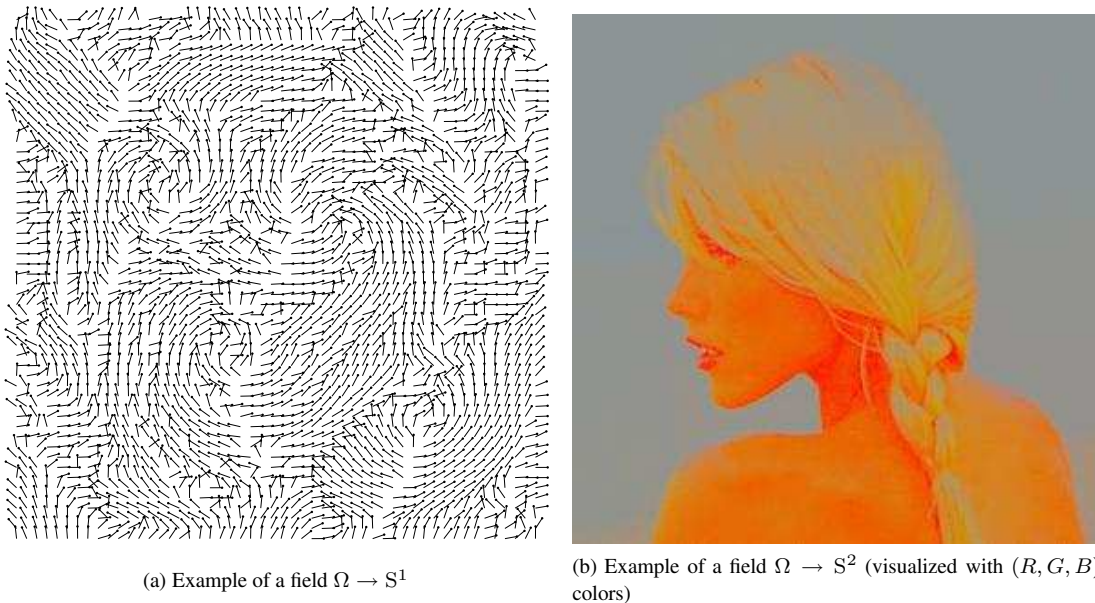 (a) Example of a field Ω → S¹
(b) Example of a field Ω → S² (visualized with (R, G, B)
colors)